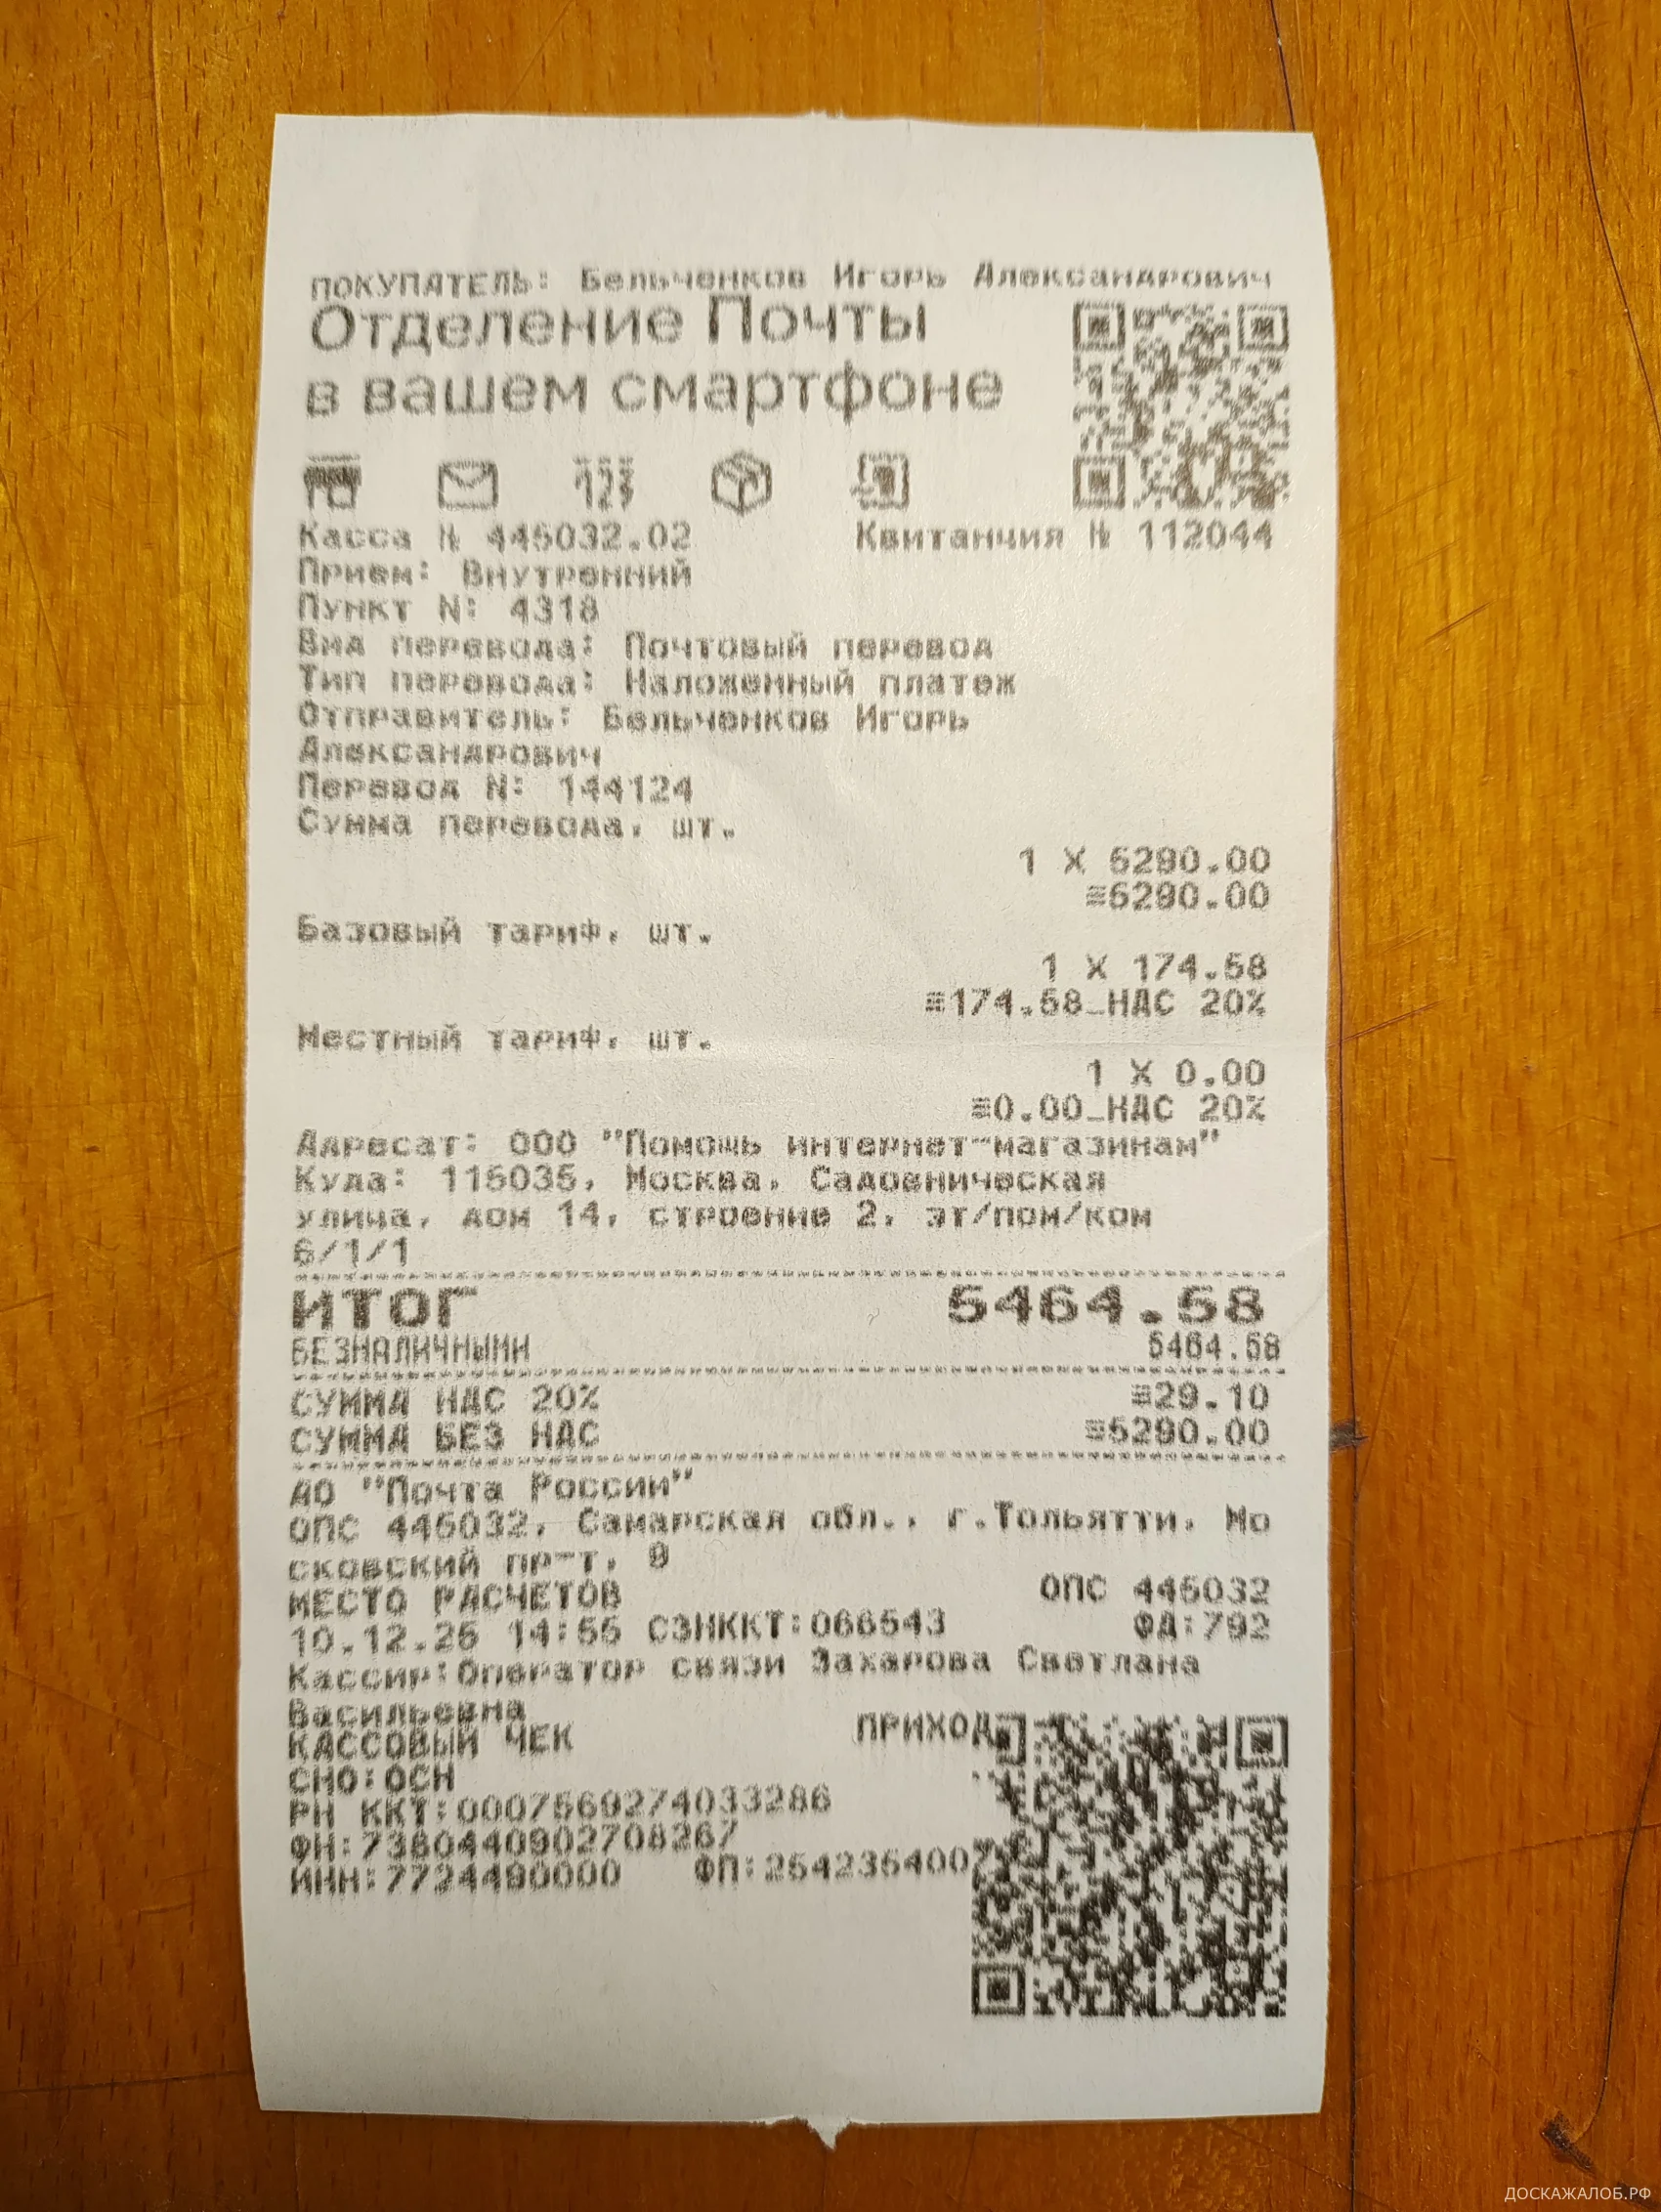 ПОКУПАТЕЛЬ: Бельченков Игорь Александрович
Отделение Почты
в вашем смартфоне
Касса N 445032.02 Квитанция N 112044
Прием: Внутренний
Пункт N: 4318
Вид перевода: Почтовый перевод
Тип перевода: Наложенный платеж
Отправитель: Бельченков Игорь
Александрович
Перевод N: 144124
Сумма перевода, шт.
1 X 5290.00
≡5290.00
Базовый тариф, шт.
1 X 174.58
≡174.58_НДС 20%
Местный тариф, шт.
1 X 0.00
≡0.00_НДС 20%
Адресат: ООО "Помощь интернет-магазинам"
Куда: 115035, Москва, Садовническая
улица, дом 14, строение 2, эт/пом/ком
6/1/1
ИТОГ 5464.58
БЕЗНАЛИЧНЫМИ 5464.58
СУММА НДС 20% ≡29.10
СУММА БЕЗ НДС ≡5290.00
АО "Почта России"
ОПС 445032, Самарская обл., г.Тольятти, Мо
сковский пр-т, 9
МЕСТО РАСЧЕТОВ ОПС 445032
10.12.25 14:55 СЗНККТ:066543 ФД:792
Кассир:Оператор связи Захарова Светлана
Васильевна
КАССОВЫЙ ЧЕК ПРИХОД
СНО:ОСН
РН ККТ:0007569274033286
ФН:7380440902708267
ИНН:7724490000 ФП:254235400
ДОСКАЖАЛОБ.РФ